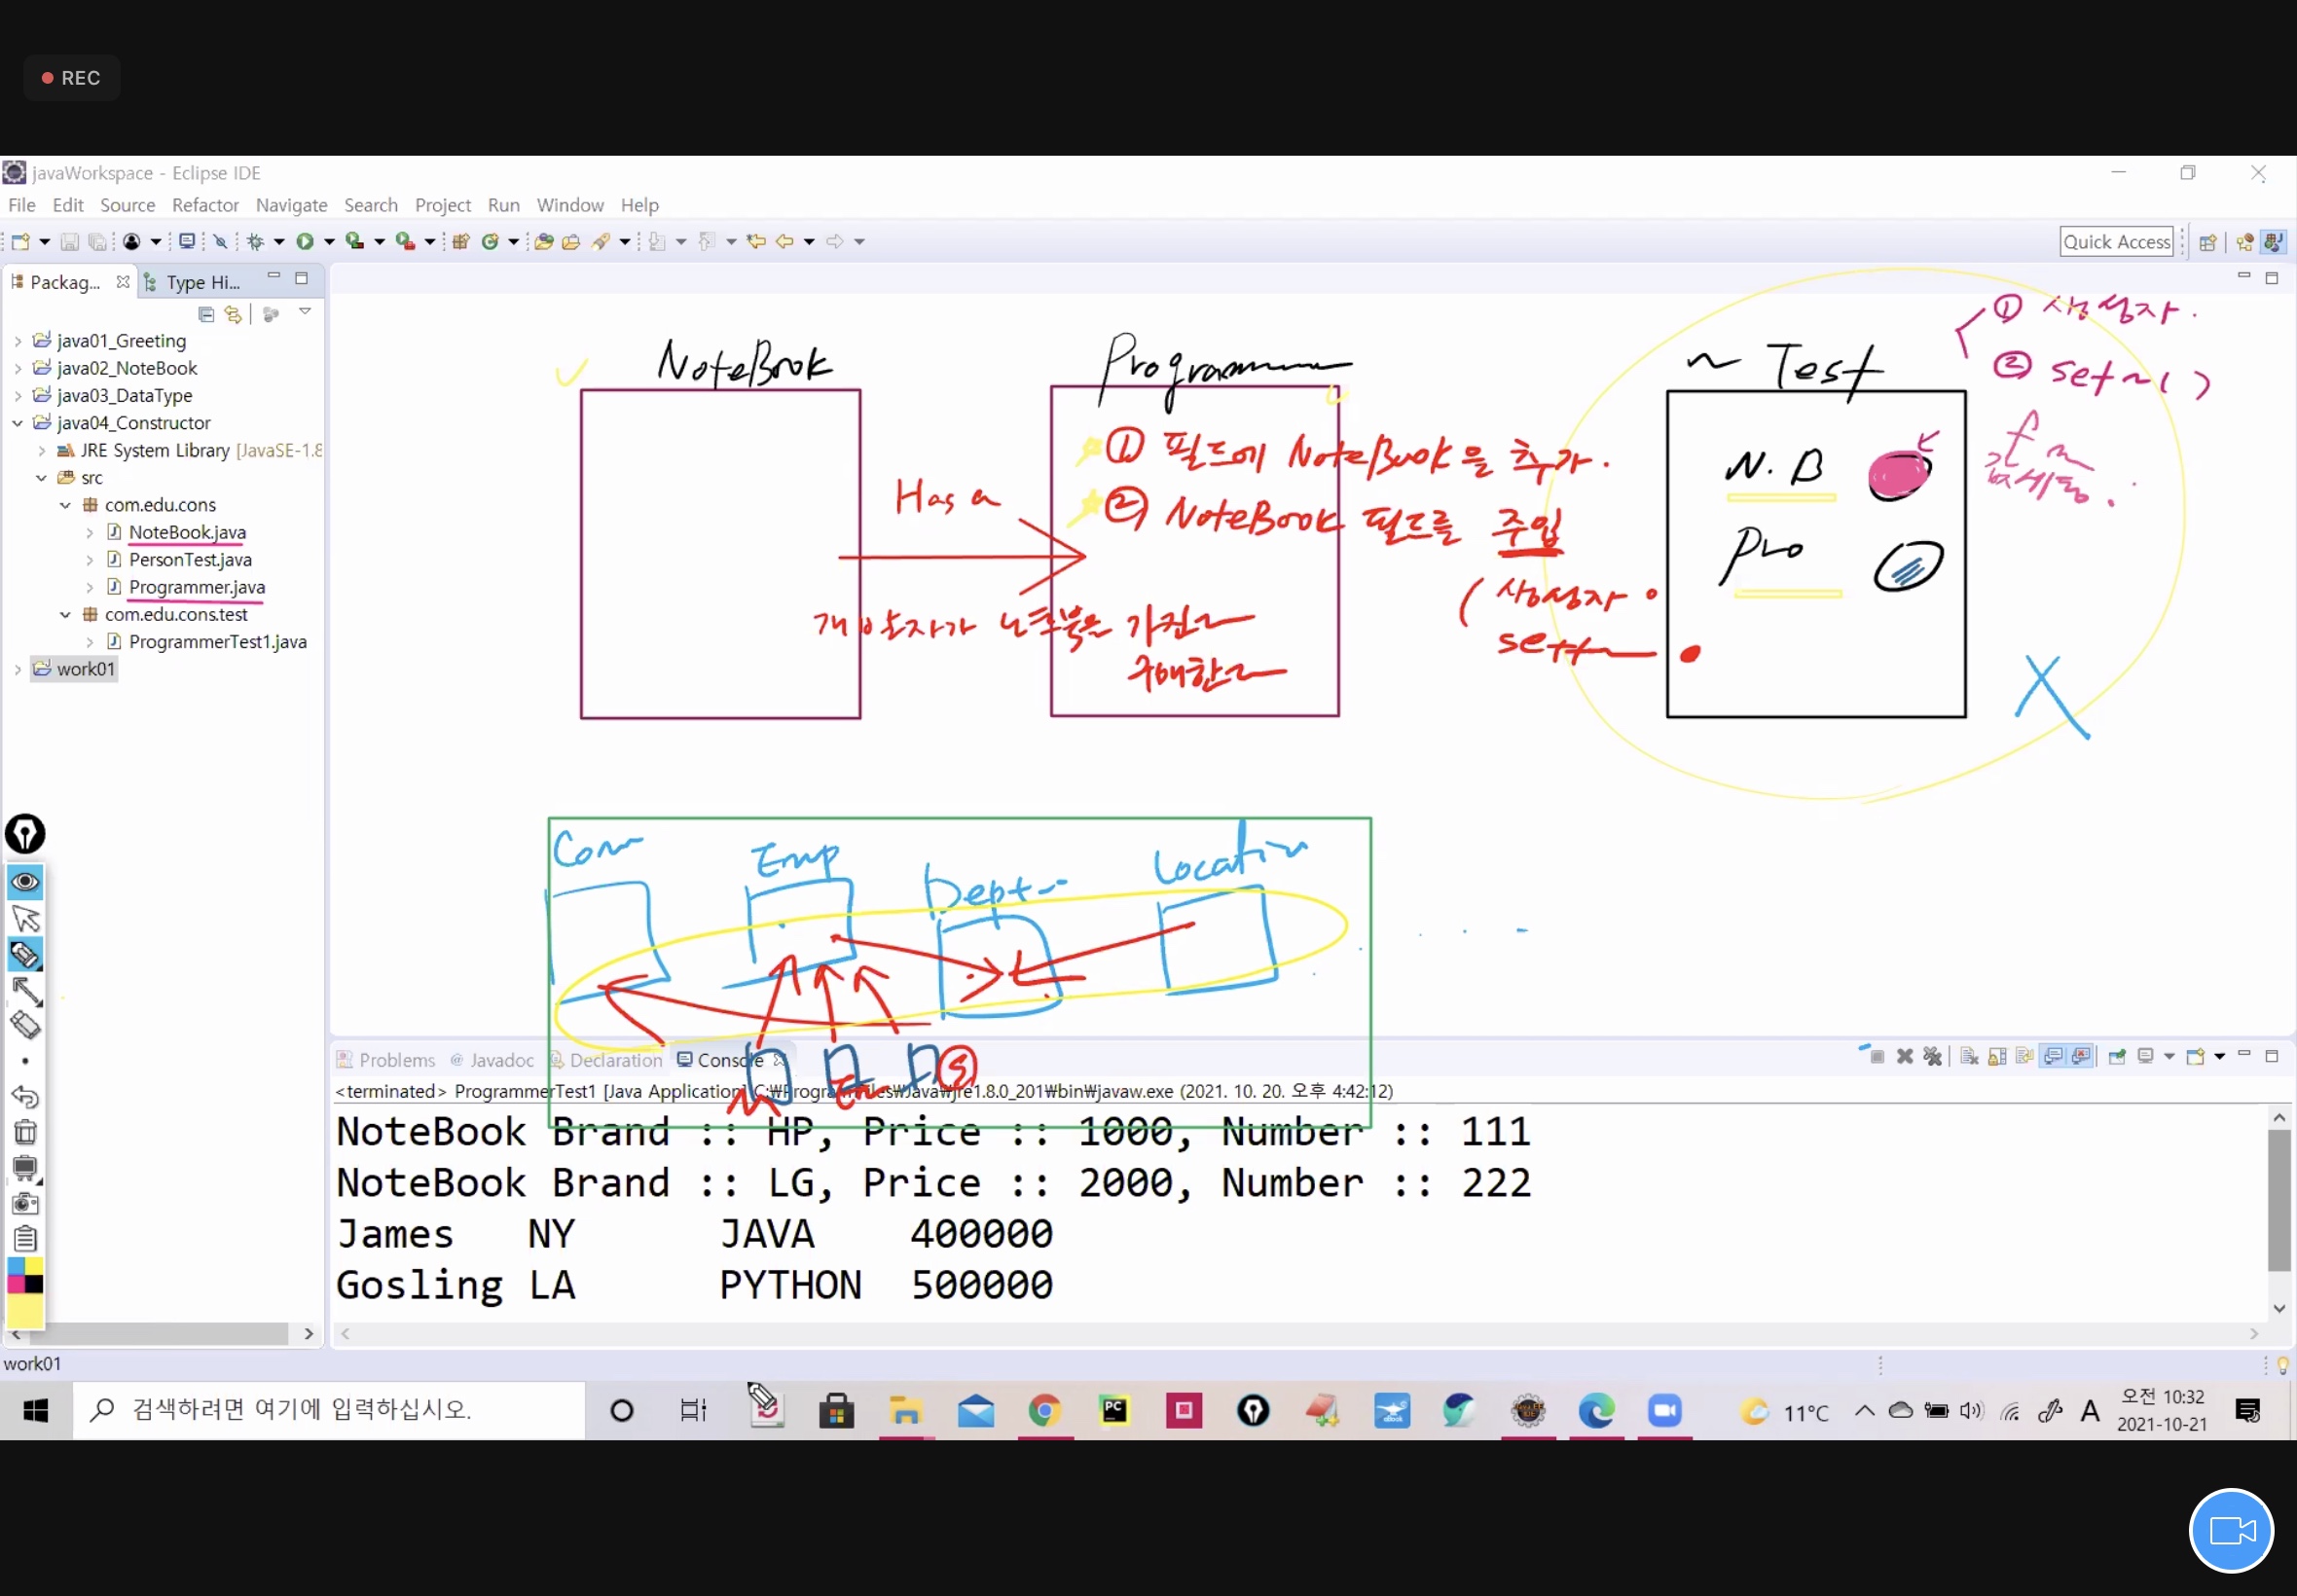 REC
javaWorkspace - Eclipse IDE
File Edit Source Refactor Navigate Search Project Run Window Help
Quick Access
Packag... Type Hi...
java01_Greeting
java02_NoteBook
java03_DataType
java04_Constructor
JRE System Library [JavaSE-1.8
src
com.edu.cons
NoteBook.java
PersonTest.java
Programmer.java
com.edu.cons.test
ProgrammerTest1.java
work01
NoteBook
Has a
개발자가 노트북은 가진다
구매한다
Programm
① 필드에 NoteBook을 추가.
② NoteBook 필드를 주입
( 생성자
sett
~ Test
N.B
Pro
① 생성자.
② set~( )
Com
Emp
Dept
Location
Problems @ Javadoc Declaration Console
<terminated> ProgrammerTest1 [Java Application] C:₩Program Files₩Java₩jre1.8.0_201₩bin₩javaw.exe (2021. 10. 20. 오후 4:42:12)
NoteBook Brand :: HP, Price :: 1000, Number :: 111
NoteBook Brand :: LG, Price :: 2000, Number :: 222
James NY JAVA 400000
Gosling LA PYTHON 500000
work01
검색하려면 여기에 입력하십시오.
PC
11°C
A
오전 10:32
2021-10-21